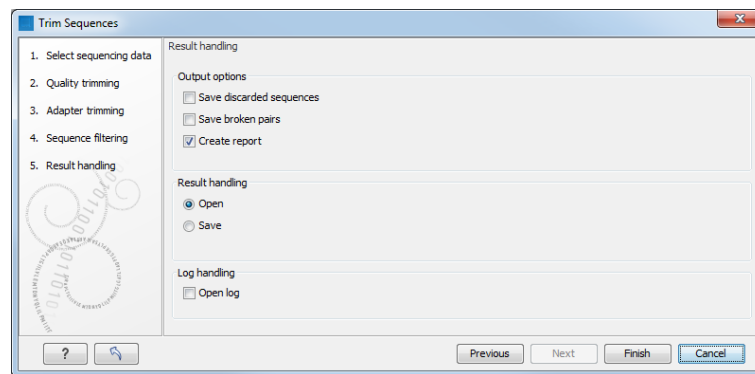 Trim Sequences
1. Select sequencing data
2. Quality trimming
3. Adapter trimming
4. Sequence filtering
5. Result handling
Result handling
Output options
Save discarded sequences
Save broken pairs
Create report
Result handling
Open
Save
Log handling
Open log
?
Previous
Next
Finish
Cancel